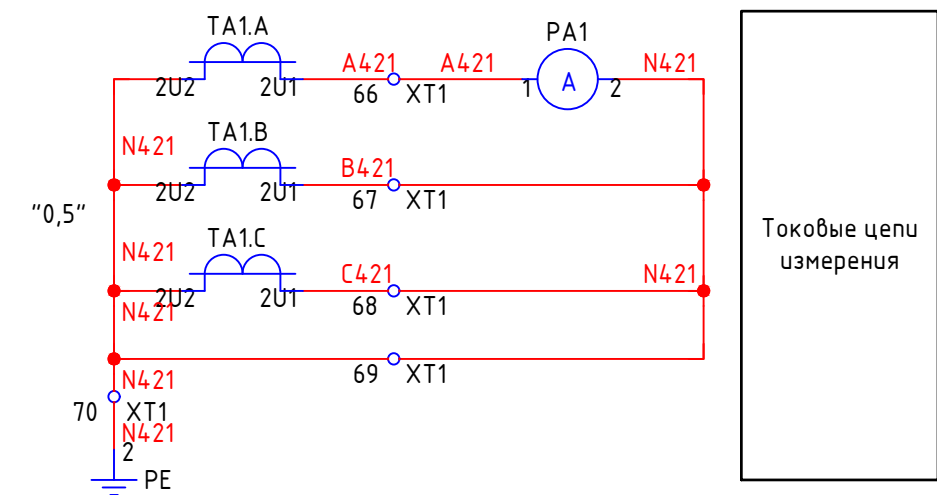 TA1.A
PA1
A421
A421
N421
2U2
2U1
66
XT1
1
A
2
TA1.B
N421
B421
2U2
2U1
67
XT1
"0,5"
Токовые цепи
измерения
TA1.C
N421
C421
N421
2U2
2U1
68
XT1
N421
69
XT1
N421
70
XT1
N421
2
PE